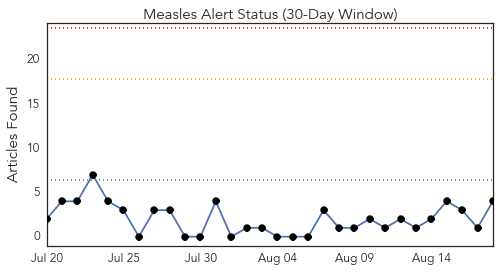 Measles Alert Status (30-Day Window)
Articles Found
20
15
10
5
0
Jul 20 Jul 25 Jul 30 Aug 04 Aug 09 Aug 14